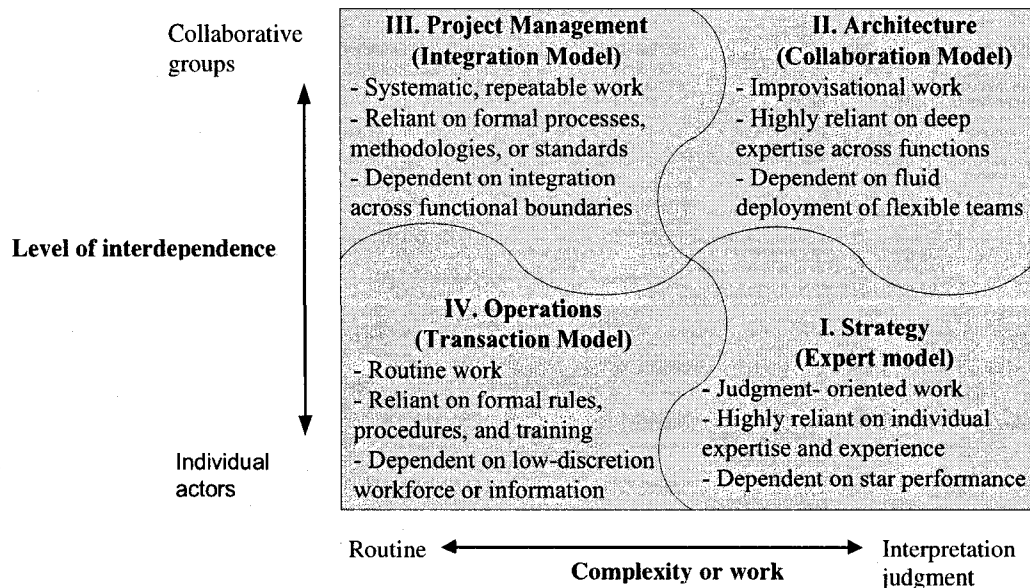 Collaborative
groups
Level of interdependence
Individual
actors
III. Project Management
(Integration Model)
- Systematic, repeatable work
- Reliant on formal processes,
methodologies, or standards
- Dependent on integration
across functional boundaries
II. Architecture
(Collaboration Model)
- Improvisational work
- Highly reliant on deep
expertise across functions
- Dependent on fluid
deployment of flexible teams
IV. Operations
(Transaction Model)
- Routine work
- Reliant on formal rules,
procedures, and training
- Dependent on low-discretion
workforce or information
I. Strategy
(Expert model)
- Judgment- oriented work
- Highly reliant on individual
expertise and experience
- Dependent on star performance
Routine
Complexity or work
Interpretation
judgment